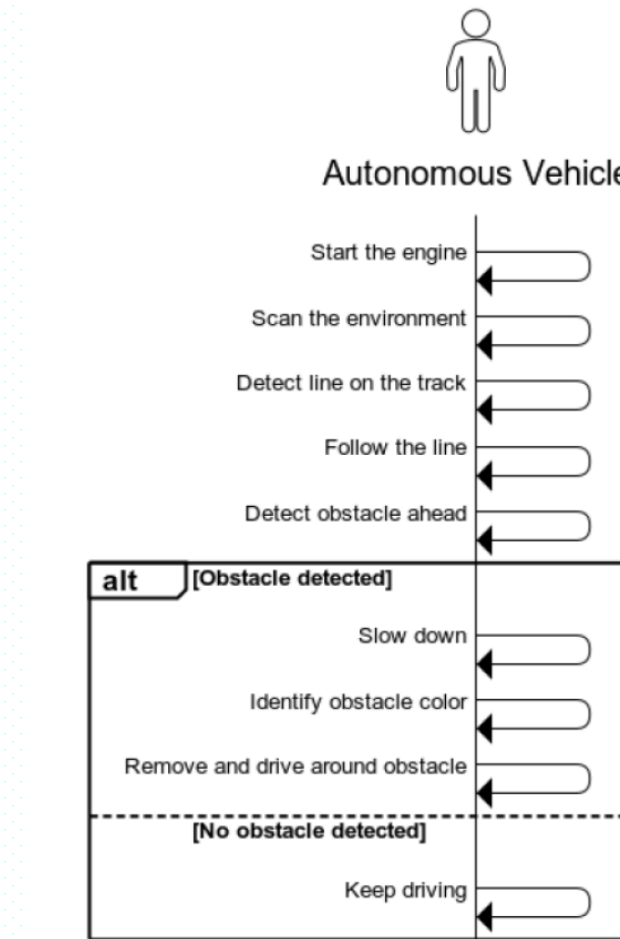 Autonomous Vehicle
Start the engine
Scan the environment
Detect line on the track
Follow the line
Detect obstacle ahead
alt [Obstacle detected]
Slow down
Identify obstacle color
Remove and drive around obstacle
[No obstacle detected]
Keep driving